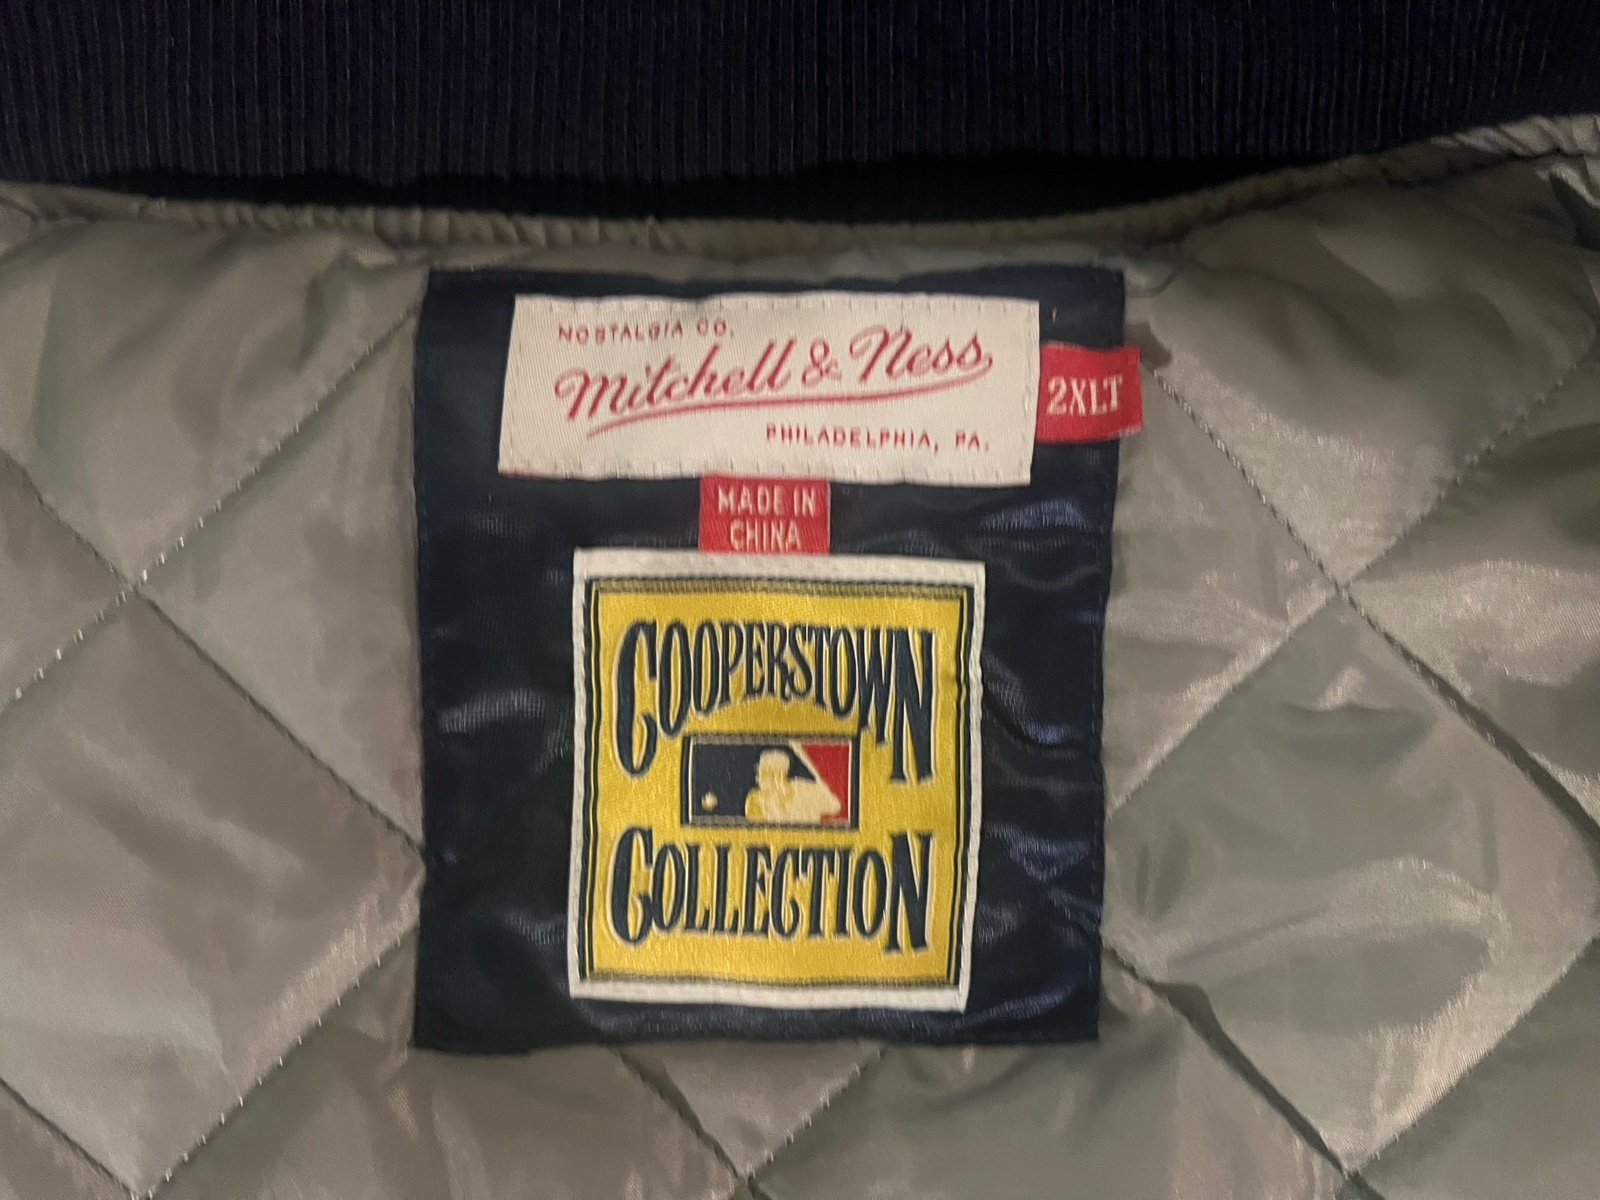 NOSTALGIA CO.
Mitchell & Ness
PHILADELPHIA, PA.
2XLT
MADE IN
CHINA
COOPERSTOWN
COLLECTION